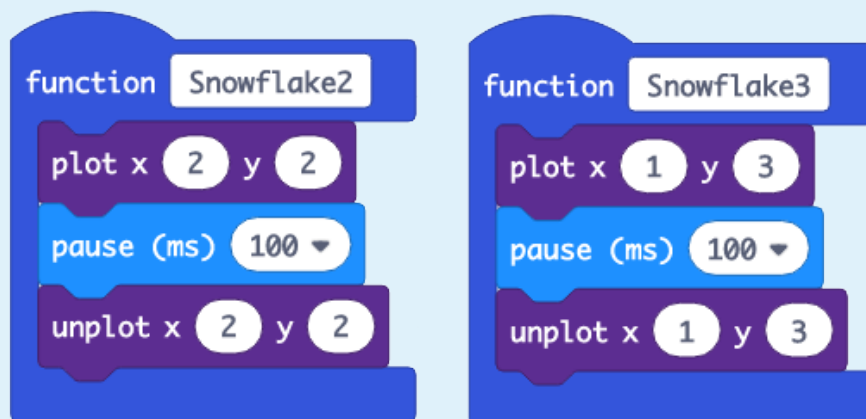 function Snowflake2
plot x 2 y 2
pause (ms) 100
unplot x 2 y 2
function Snowflake3
plot x 1 y 3
pause (ms) 100
unplot x 1 y 3